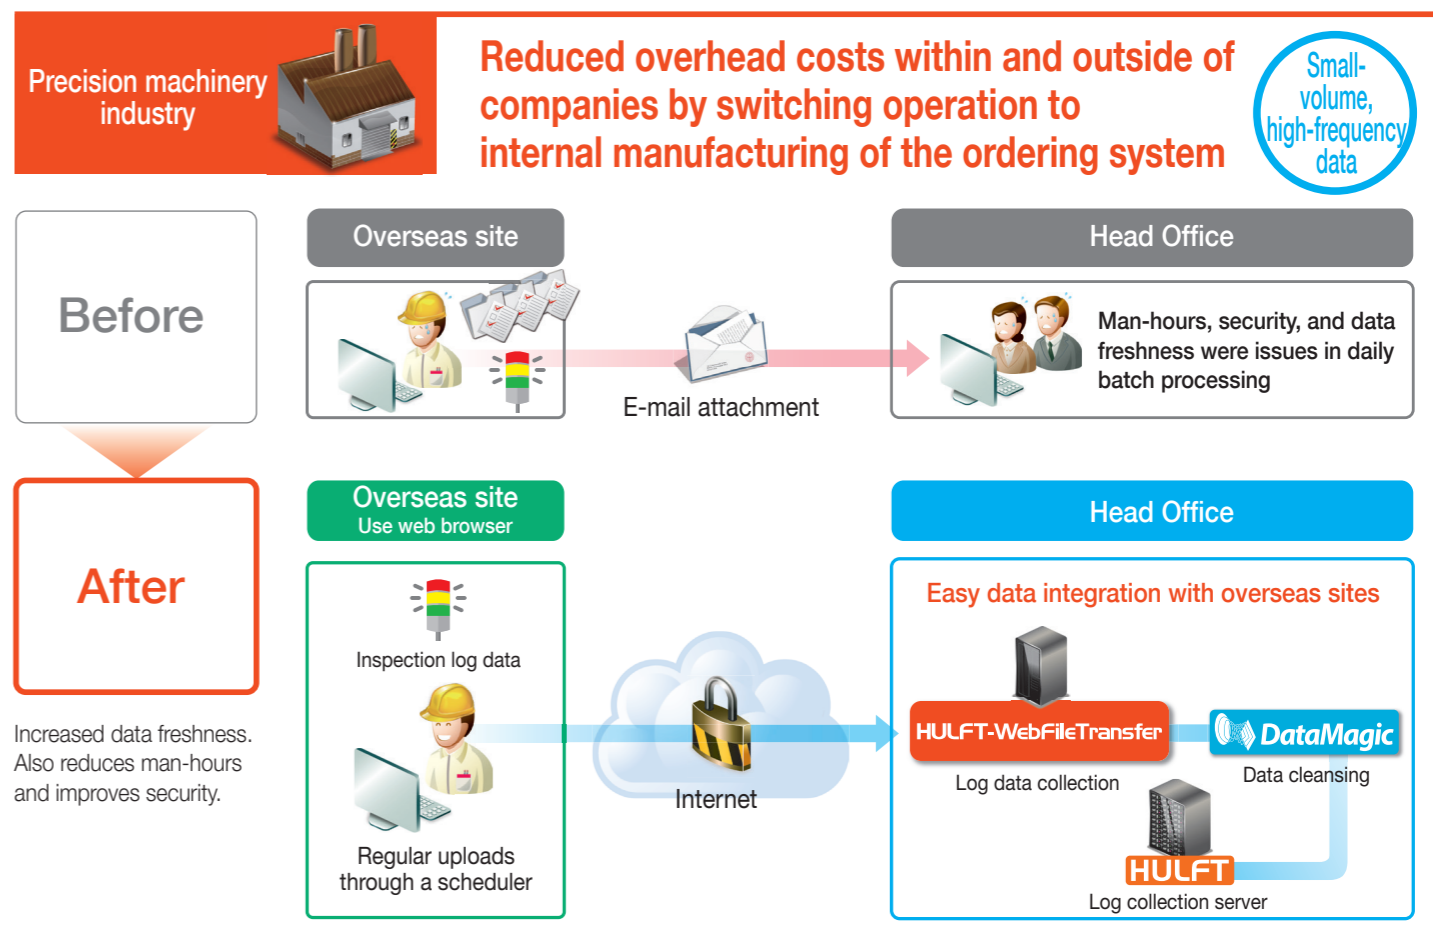 Precision machinery
industry
Reduced overhead costs within and outside of
companies by switching operation to
internal manufacturing of the ordering system
Small-
volume,
high-frequency
data
Before
Overseas site
Head Office
Man-hours, security, and data
freshness were issues in daily
batch processing
E-mail attachment
After
Increased data freshness.
Also reduces man-hours
and improves security.
Overseas site
Use web browser
Inspection log data
Regular uploads
through a scheduler
Internet
Head Office
Easy data integration with overseas sites
HULFT-WebFileTransfer
Log data collection
DataMagic
Data cleansing
HULFT
Log collection server